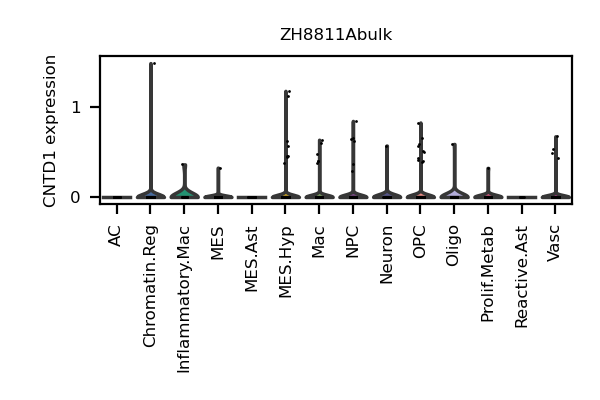 ZH8811Abulk
CNTD1 expression
1
0
AC
Chromatin.Reg
Inflammatory.Mac
MES
MES.Ast
MES.Hyp
Mac
NPC
Neuron
OPC
Oligo
Prolif.Metab
Reactive.Ast
Vasc